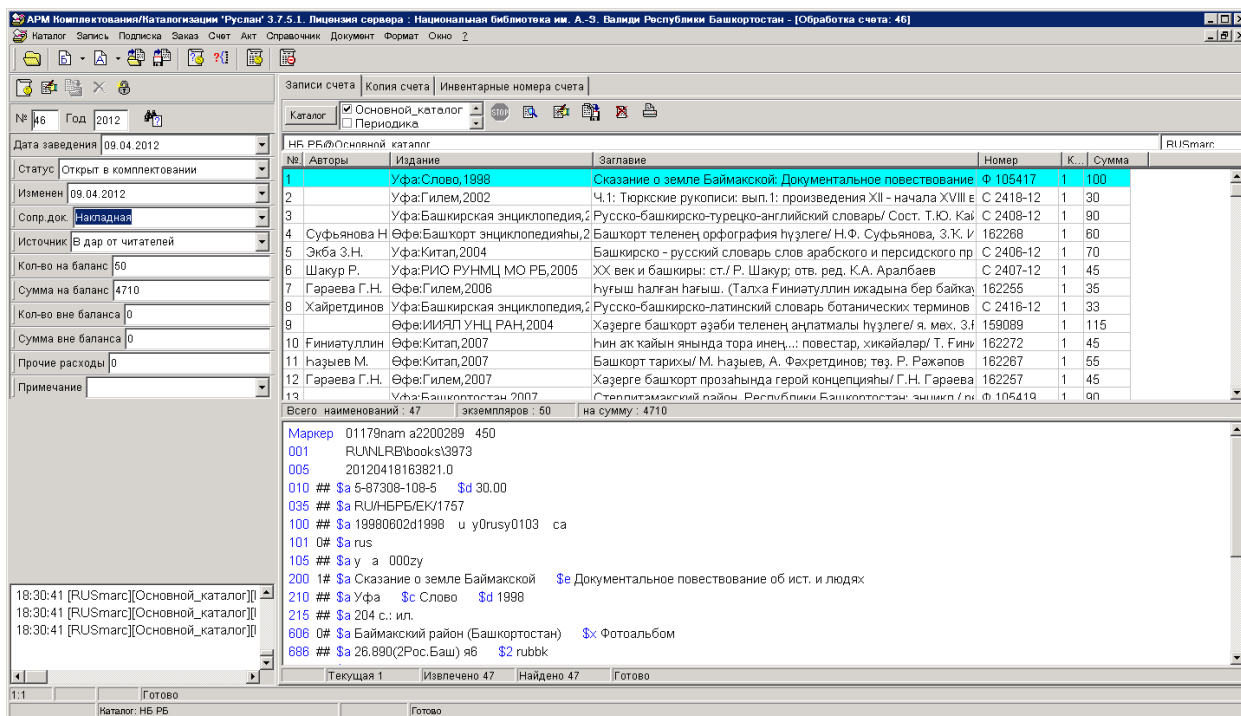 АРМ Комплектования/Каталогизации 'Руслан' 3.7.5.1. Лицензия сервера : Национальная библиотека им. А.-З. Валиди Республики Башкортостан - [Обработка счета: 46]
Каталог Запись Подписка Заказ Счет Акт Справочник Документ Формат Окно ?
№ 46 Год 2012
Дата заведения 09.04.2012
Статус Открыт в комплектовании
Изменен 09.04.2012
Сопр.док. Накладная
Источник В дар от читателей
Кол-во на баланс 50
Сумма на баланс 4710
Кол-во вне баланса 0
Сумма вне баланса 0
Прочие расходы 0
Примечание
18:30:41 [RUSmarc][Основной_каталог][
18:30:41 [RUSmarc][Основной_каталог][
18:30:41 [RUSmarc][Основной_каталог][
Записи счета Копия счета Инвентарные номера счета
Каталог Основной_каталог STOP
Периодика
НБ РБ@Основной_каталог RUSmarc
№ Авторы Издание Заглавие Номер К... Сумма
1 Уфа:Слово,1998 Сказание о земле Баймакской: Документальное повествование Ф 105417 1 100
2 Уфа:Гилем,2002 Ч.1: Тюркские рукописи: вып.1: произведения XII - начала XVIII в С 2418-12 1 30
3 Уфа:Башкирская энциклопедия,2 Русско-башкирско-турецко-английский словарь/ Сост. Т.Ю. Кай С 2408-12 1 90
4 Суфьянова Н Өфө:Башҡорт энциклопедияһы,2 Башҡорт теленең орфография һүҙлеге/ Н.Ф. Суфьянова, З.Ҡ. И 162268 1 60
5 Экба З.Н. Уфа:Китап,2004 Башкирско - русский словарь слов арабского и персидского пр С 2406-12 1 70
6 Шакур Р. Уфа:РИО РУНМЦ МО РБ,2005 XX век и башкиры: ст./ Р. Шакур; отв. ред. К.А. Аралбаев С 2407-12 1 45
7 Гәрәева Г.Н. Өфө:Гилем,2006 Һуғыш һалған һағыш. (Талха Ғиниәтуллин ижадына бер байҡау 162255 1 35
8 Хайретдинов Уфа:Башкирская энциклопедия,2 Русско-башкирско-латинский словарь ботанических терминов С 2416-12 1 33
9 Өфө:ИИЯЛ УНЦ РАН,2004 Хәҙерге башҡорт әҙәби теленең аңлатмалы һүҙлеге/ я. мөх. З.Ғ 159089 1 115
10 Ғиниәтуллин Өфө:Китап,2007 Һин аҡ ҡайын янында тора инең...: повестар, хикәйәләр/ Т. Ғини 162272 1 45
11 Һаҙыев М. Өфө:Китап,2007 Башҡорт тарихы/ М. Һаҙыев, А. Фәхретдинов; төҙ. Р. Рәжәпов 162267 1 55
12 Гәрәева Г.Н. Өфө:Гилем,2007 Хәҙерге башҡорт прозаһында герой концепцияһы/ Г.Н. Гәрәева 162257 1 45
13 Уфа:Башкортостан,2007 Стерлитамакский район, Республики Башкортостан: энцикл./ Ф 105419 1 90
Всего наименований : 47 экземпляров : 50 на сумму : 4710
Маркер 01179nam a2200289 450
001 RU\NLRB\books\3973
005 20120418163821.0
010 ## $a 5-87308-108-5 $d 30.00
035 ## $a RU/НБРБ/ЕК/1757
100 ## $a 19980602d1998 u y0rusy0103 ca
101 0# $a rus
105 ## $a y a 000zy
200 1# $a Сказание о земле Баймакской $e Документальное повествование об ист. и людях
210 ## $a Уфа $c Слово $d 1998
215 ## $a 204 с.: ил.
606 0# $a Баймакский район (Башкортостан) $x Фотоальбом
686 ## $a 26.890(2Рос.Баш) я6 $2 rubbk
Текущая 1 Извлечено 47 Найдено 47 Готово
1:1 Готово
Каталог: НБ РБ Готово